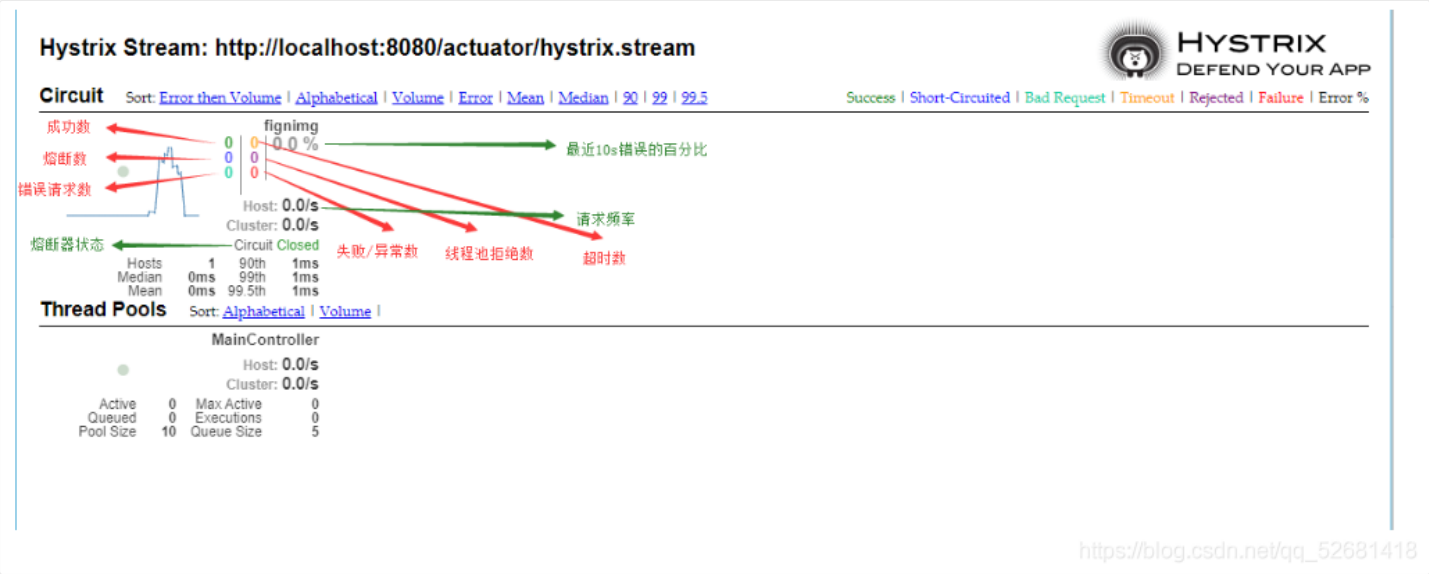 Hystrix Stream: http://localhost:8080/actuator/hystrix.stream
HYSTRIX
DEFEND YOUR APP
Circuit Sort: Error then Volume | Alphabetical | Volume | Error | Mean | Median | 90 | 99 | 99.5
Success | Short-Circuited | Bad Request | Timeout | Rejected | Failure | Error %
成功数
熔断数
错误请求数
fignimg
0 0 0.0 %
0 0
0 0
最近10s错误的百分比
Host: 0.0/s
请求频率
Cluster: 0.0/s
熔断器状态
Circuit Closed
失败/异常数
线程池拒绝数
超时数
Hosts 1 90th 1ms
Median 0ms 99th 1ms
Mean 0ms 99.5th 1ms
Thread Pools Sort: Alphabetical | Volume |
MainController
Host: 0.0/s
Cluster: 0.0/s
Active 0 Max Active 0
Queued 0 Executions 0
Pool Size 10 Queue Size 5
https://blog.csdn.net/qq_52681418